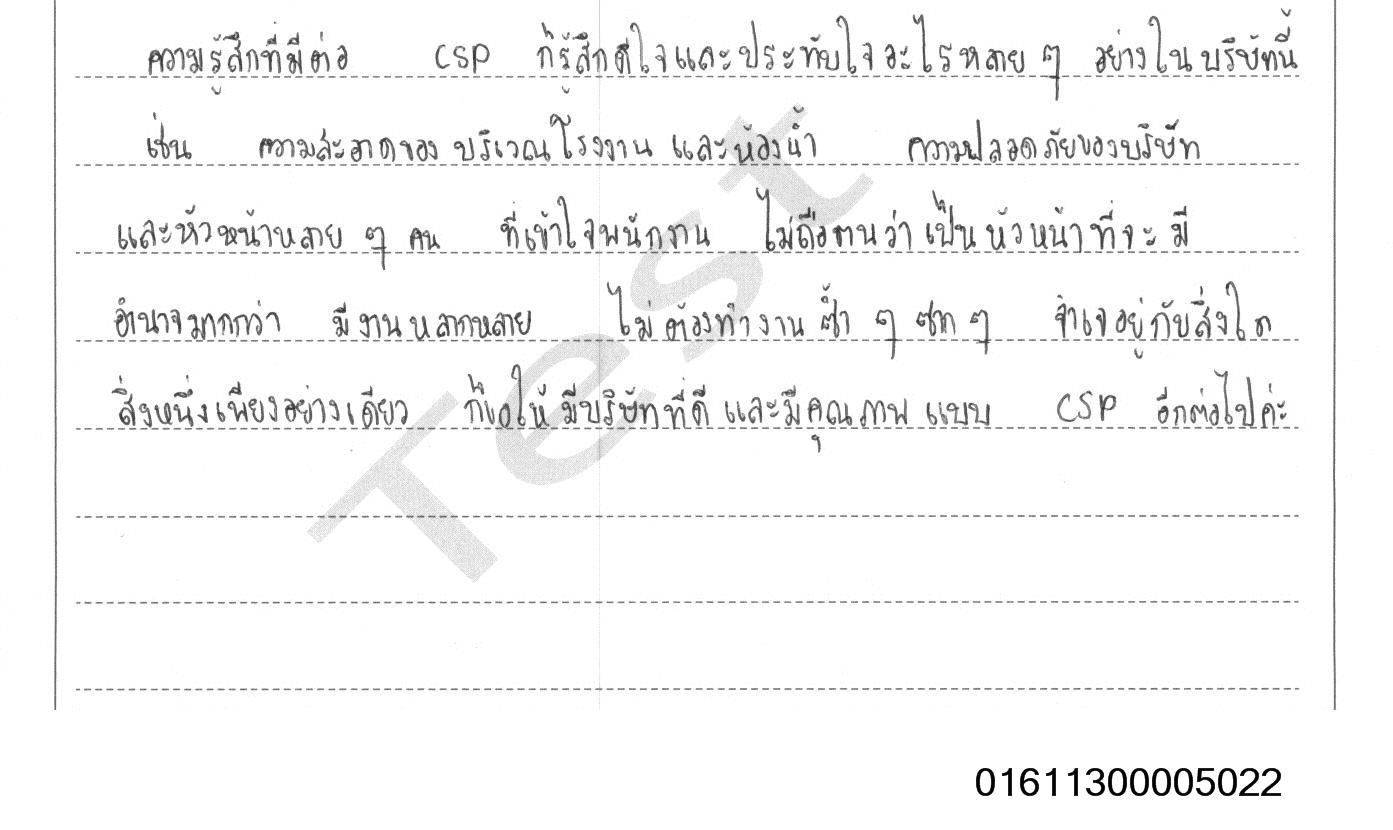 ความรู้สึกที่มีต่อ CSP ก็รู้สึกดีใจและประทับใจอะไรหลาย ๆ อย่างในบริษัทนี้
เช่น ความสะอาดของบริเวณโรงงานและห้องน้ำ ความปลอดภัยของบริษัท
และหัวหน้าหลาย ๆ คน ที่เข้าใจพนักงาน ไม่ถือตนว่าเป็นหัวหน้าที่จะมี
อำนาจมากกว่า มีงานหลากหลาย ไม่ต้องทำงานซ้ำ ๆ ซาก ๆ จำเจอยู่กับสิ่งใด
สิ่งหนึ่งเพียงอย่างเดียว ก็ขอให้มีบริษัทที่ดีและมีคุณภาพแบบ CSP อีกต่อไปค่ะ
Test
01611300005022